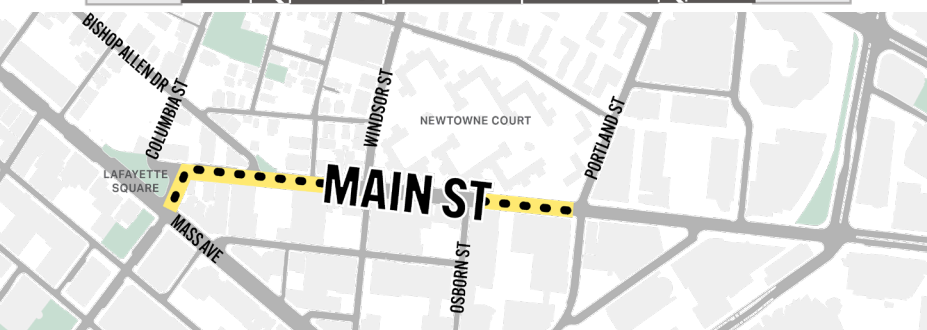 BISHOP ALLEN DR
COLUMBIA ST
WINDSOR ST
NEWTOWNE COURT
PORTLAND ST
LAFAYETTE
SQUARE
MAIN ST
MASS AVE
OSBORN ST